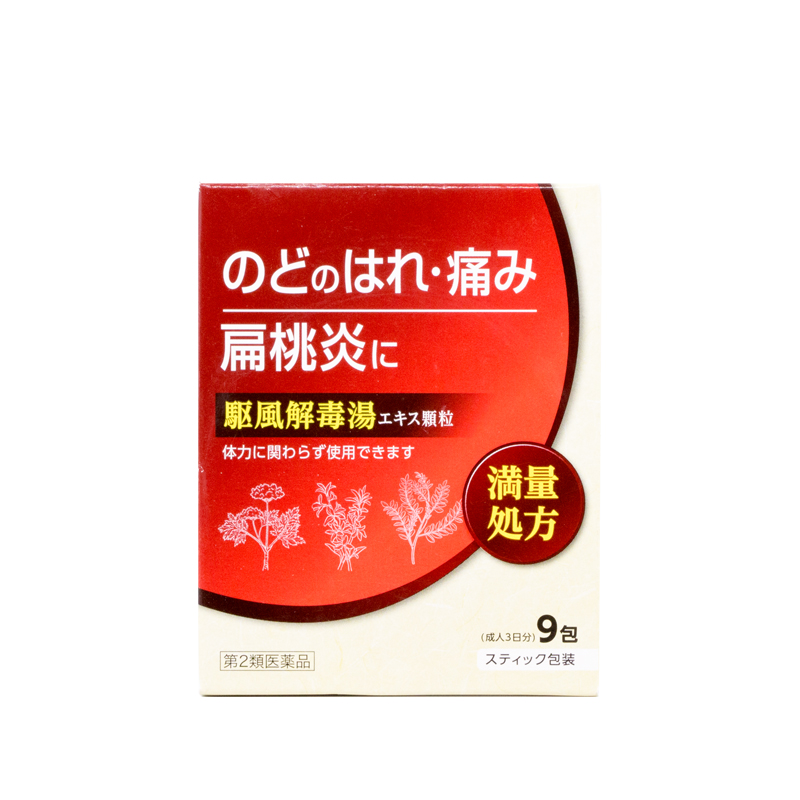 のどのはれ・痛み
扁桃炎に
駆風解毒湯エキス顆粒
体力に関わらず使用できます
満量
処方
(成人3日分)9包
スティック包装
第2類医薬品